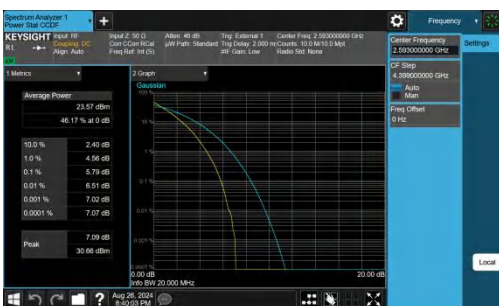 Spectrum Analyzer 1
Power Stat CCDF
Frequency
KEYSIGHT Input: RF
Coupling: DC
Align: Auto
Input Z: 50 Ω
Corr CCorr RCal
Freq Ref: Int (S)
Atten: 46 dB
µW Path: Standard
Trig: External 1
Trig Delay: 2.000 m
#IF Gain: Low
Center Freq: 2.593000000 GHz
Counts: 10.0 M/10.0 Mpt
Radio Std: None
Center Frequency
2.593000000 GHz
Settings
CF Step
4.399000000 GHz
Auto
Man
Freq Offset
0 Hz
1 Metrics
2 Graph
Gaussian
Average Power
23.57 dBm
46.17 % at 0 dB
10.0 % 2.40 dB
1.0 % 4.56 dB
0.1 % 5.79 dB
0.01 % 6.51 dB
0.001 % 7.02 dB
0.0001 % 7.07 dB
Peak
7.09 dB
30.66 dBm
100 %
10 %
1 %
0.1 %
0.01 %
0.001 %
0.0001 %
0.00 dB
20.00 dB
Info BW 20.000 MHz
Local
Aug 26, 2024
8:40:03 PM